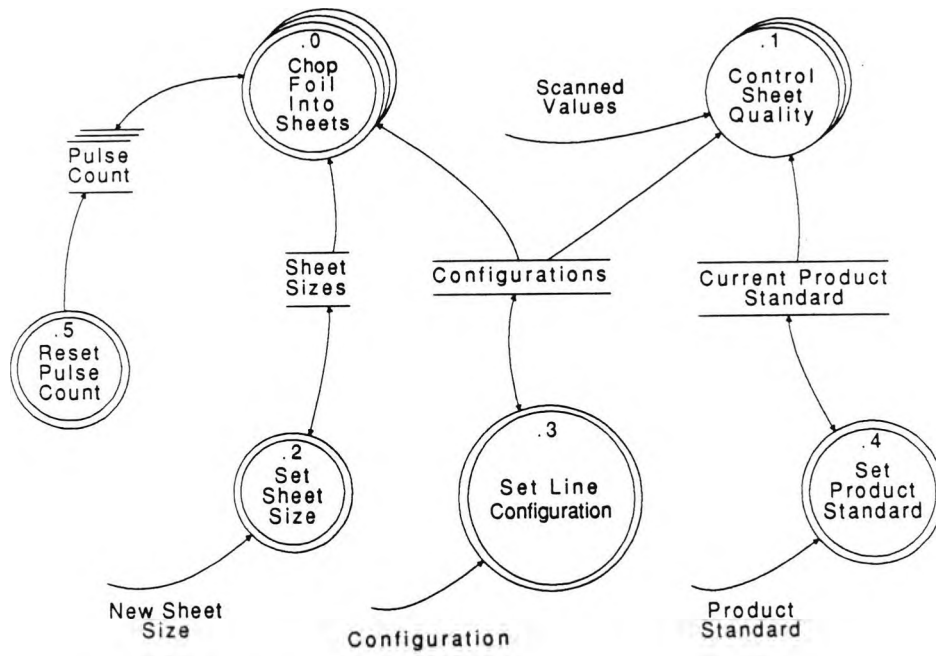 .0
Chop
Foil
Into
Sheets
.1
Control
Sheet
Quality
Scanned
Values
Pulse
Count
Sheet
Sizes
Configurations
Current Product
Standard
.5
Reset
Pulse
Count
.2
Set
Sheet
Size
.3
Set Line
Configuration
.4
Set
Product
Standard
New Sheet
Size
Configuration
Product
Standard